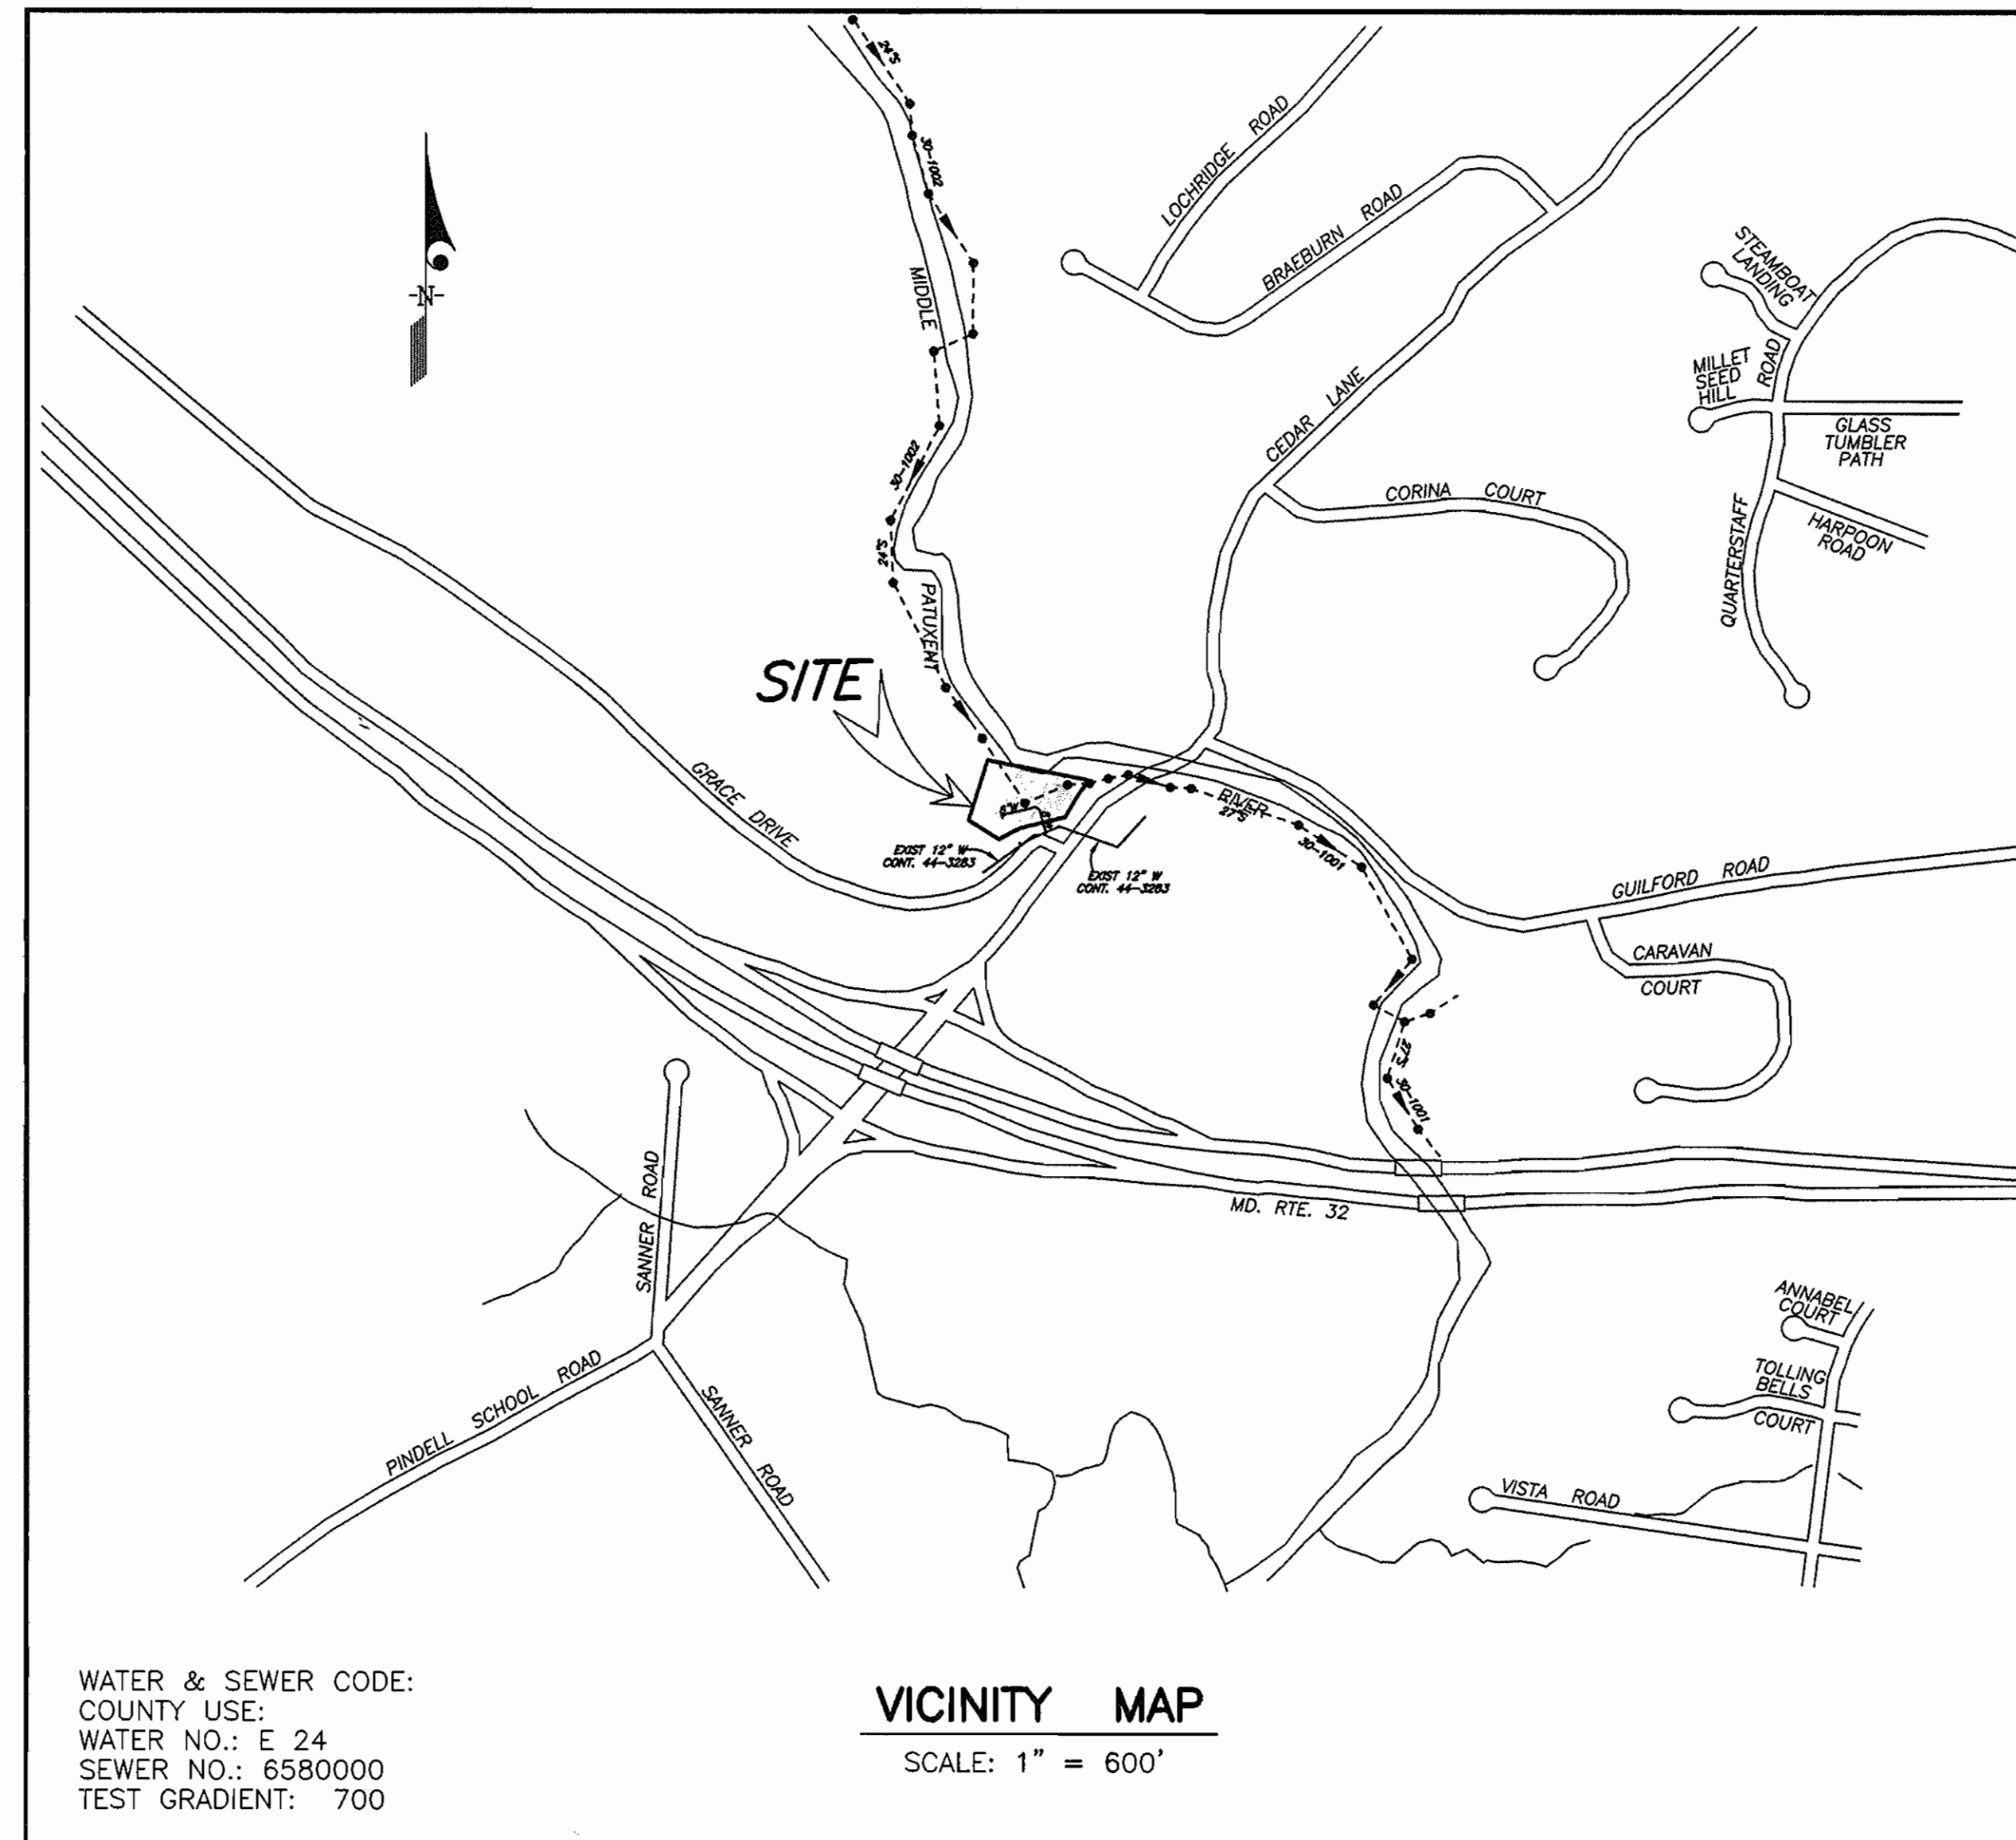 24"S
30-1002
LOCHRIDGE ROAD
BRAEBURN ROAD
-N-
MIDDLE
STEAMBOAT
LANDING
ROAD
MILLET
SEED
HILL
GLASS
TUMBLER
PATH
CEDAR LANE
30-1002
CORINA COURT
QUARTERSTAFF
HARPOON
ROAD
24"S
PATUXENT
SITE
GRACE DRIVE
8"W
RIVER
27"S
30-1001
EXIST 12" W
CONT. 44-3283
EXIST 12" W
CONT. 44-3283
GUILFORD ROAD
CARAVAN
COURT
27"S
30-1001
SANNER ROAD
MD. RTE. 32
ANNABEL
COURT
TOLLING
BELLS
COURT
PINDELL SCHOOL ROAD
SANNER ROAD
VISTA ROAD
WATER & SEWER CODE:
COUNTY USE:
WATER NO.: E 24
SEWER NO.: 6580000
TEST GRADIENT: 700
VICINITY MAP
SCALE: 1" = 600'